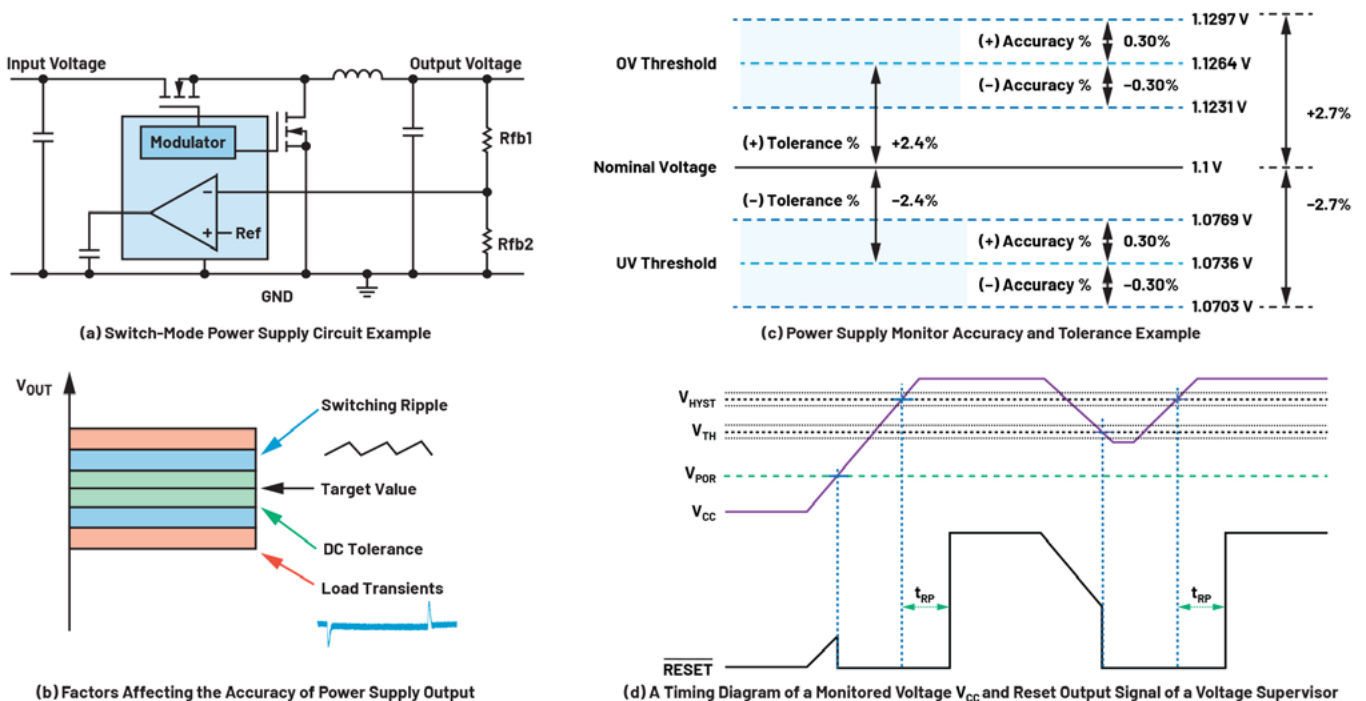 Input Voltage
Output Voltage
Modulator
Rfb1
−
+
Ref
Rfb2
GND
(a) Switch-Mode Power Supply Circuit Example
1.1297 V
(+) Accuracy % 0.30%
OV Threshold
1.1264 V
(−) Accuracy % −0.30%
1.1231 V
+2.7%
(+) Tolerance % +2.4%
Nominal Voltage
1.1 V
(−) Tolerance % −2.4%
−2.7%
1.0769 V
(+) Accuracy % 0.30%
UV Threshold
1.0736 V
(−) Accuracy % −0.30%
1.0703 V
(c) Power Supply Monitor Accuracy and Tolerance Example
VOUT
Switching Ripple
Target Value
DC Tolerance
Load Transients
(b) Factors Affecting the Accuracy of Power Supply Output
VHYST
VTH
VPOR
VCC
tRP
tRP
RESET
(d) A Timing Diagram of a Monitored Voltage VCC and Reset Output Signal of a Voltage Supervisor